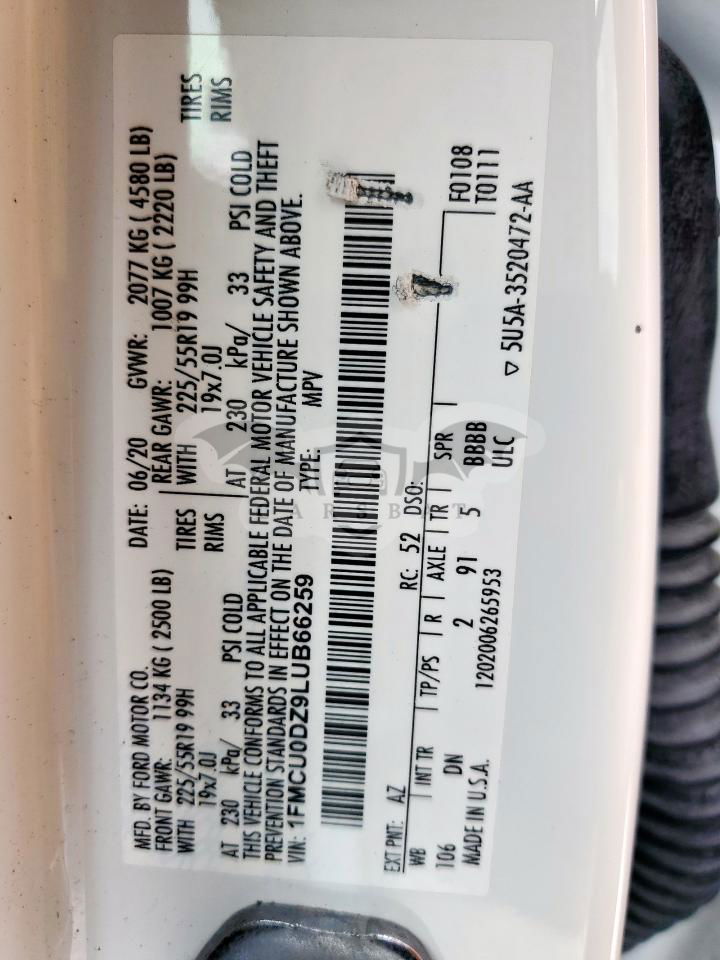 MFD. BY FORD MOTOR CO. DATE: 06/20 GVWR: 2077 KG ( 4580 LB)
FRONT GAWR: 1134 KG ( 2500 LB) REAR GAWR: 1007 KG ( 2220 LB)
WITH 225/55R19 99H TIRES WITH 225/55R19 99H TIRES
19x7.0J RIMS 19x7.0J RIMS
AT 230 kPa/ 33 PSI COLD AT 230 kPa/ 33 PSI COLD
THIS VEHICLE CONFORMS TO ALL APPLICABLE FEDERAL MOTOR VEHICLE SAFETY AND THEFT
PREVENTION STANDARDS IN EFFECT ON THE DATE OF MANUFACTURE SHOWN ABOVE.
VIN: 1FMCU0DZ9LUB66259 TYPE: MPV
EXT PNT: AZ RC: 52 DSO:
WB INT TR TP/PS R AXLE TR SPR F0108
106 DN 2 91 5 BBBB T0111
MADE IN U.S.A. 1202006265953 ULC
▽ 5U5A-3520472-AA
CARSBAT